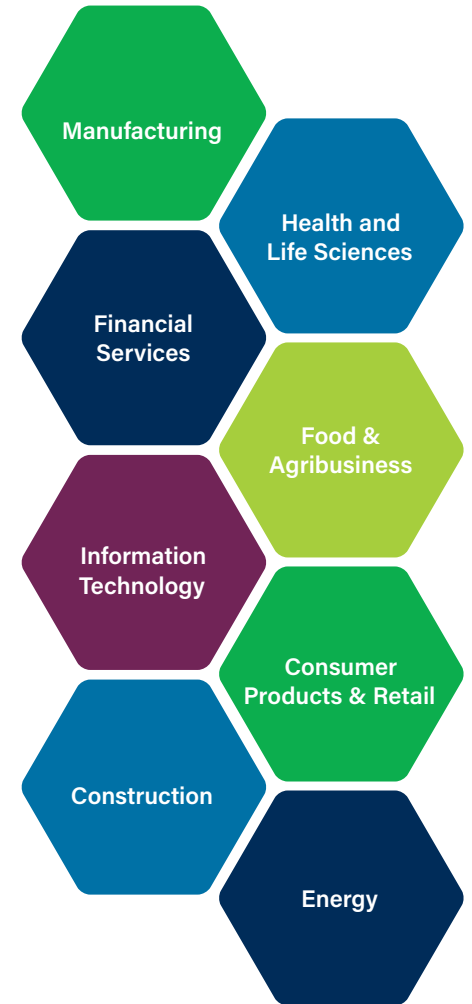 Manufacturing
Health and
Life Sciences
Financial
Services
Food &
Agribusiness
Information
Technology
Consumer
Products & Retail
Construction
Energy